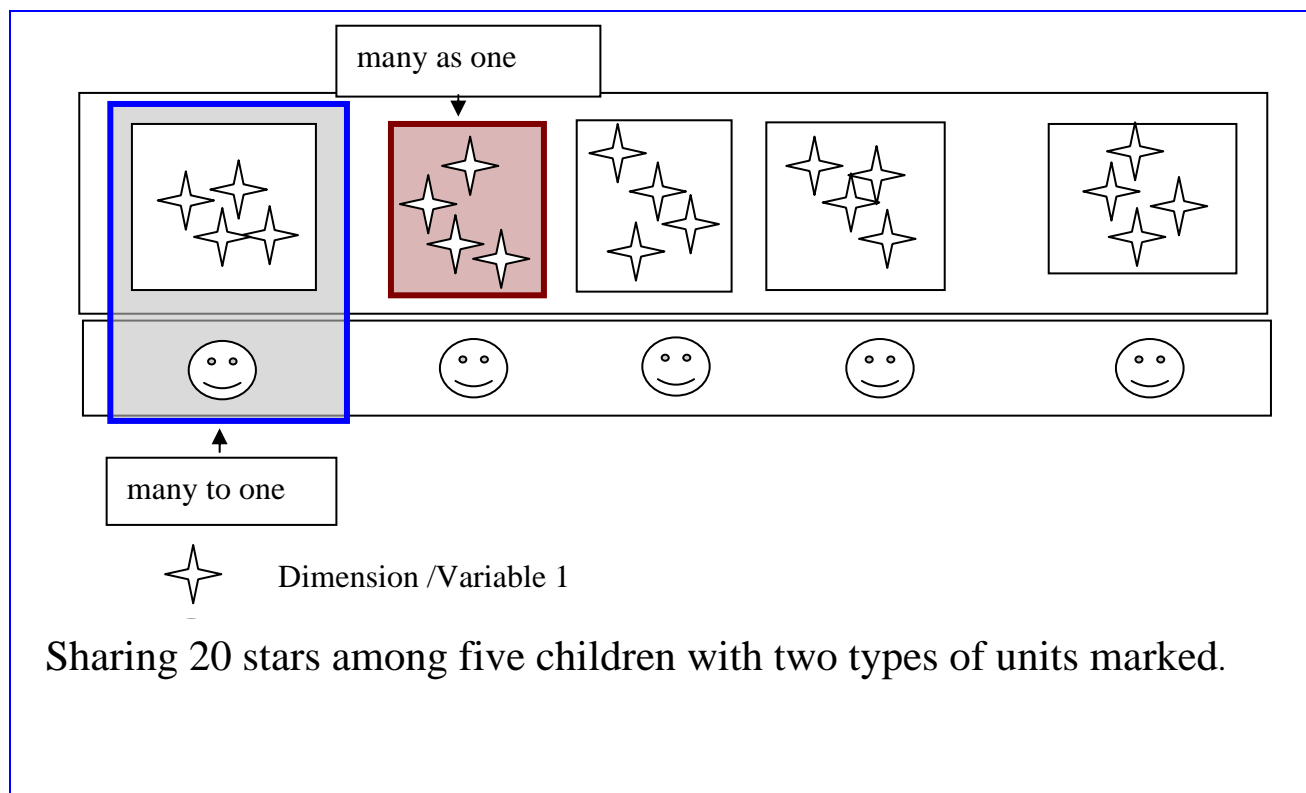 many as one
many to one
Dimension /Variable 1
Sharing 20 stars among five children with two types of units marked.